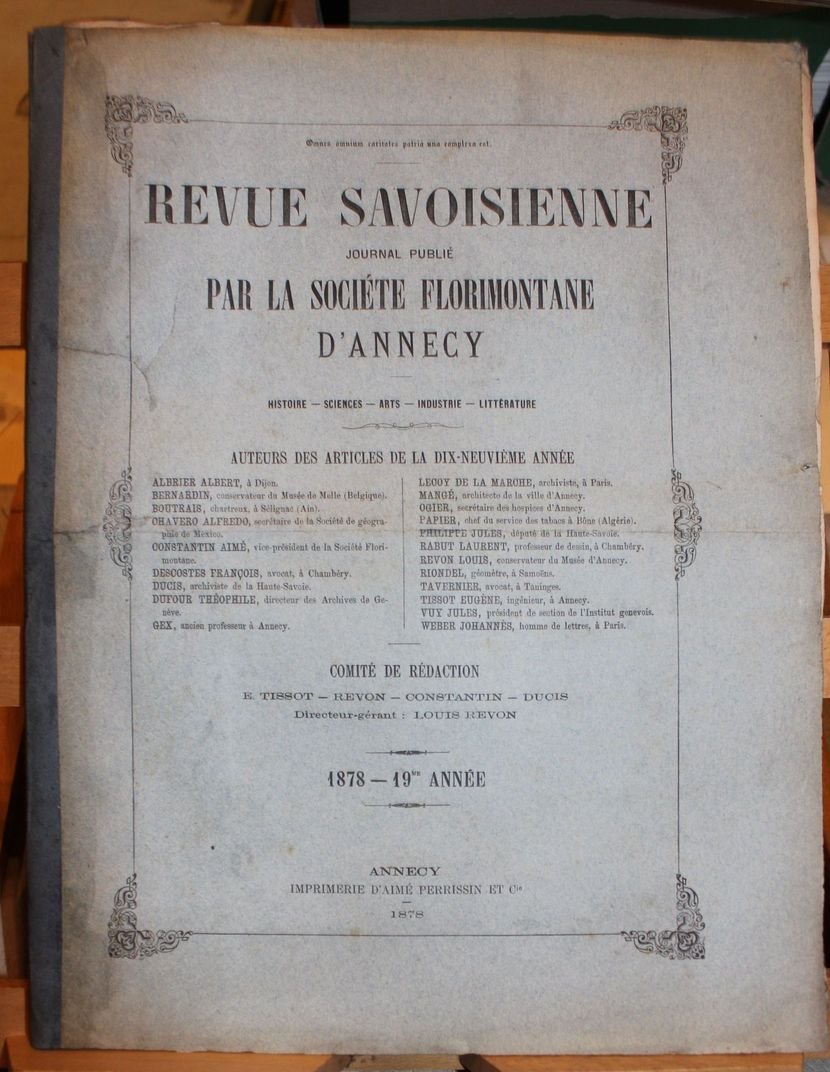 Omnes omnium caritates patria una complexa est.
REVUE SAVOISIENNE
JOURNAL PUBLIÉ
PAR LA SOCIÉTE FLORIMONTANE
D'ANNECY
HISTOIRE — SCIENCES — ARTS — INDUSTRIE — LITTÉRATURE
AUTEURS DES ARTICLES DE LA DIX-NEUVIÈME ANNÉE
ALBRIER ALBERT, à Dijon.
BERNARDIN, conservateur du Musée de Melle (Belgique).
BOUTRAIS, chartreux, à Sélignac (Ain).
CHAVERO ALFREDO, secrétaire de la Société de géogra-
phie de Mexico.
CONSTANTIN AIMÉ, vice-président de la Société Flori-
montane.
DESCOSTES FRANÇOIS, avocat, à Chambéry.
DUCIS, archiviste de la Haute-Savoie.
DUFOUR THÉOPHILE, directeur des Archives de Ge-
nève.
GEX, ancien professeur à Annecy.
LECOY DE LA MARCHE, archiviste, à Paris.
MANGÉ, architecte de la ville d'Annecy.
OGIER, secrétaire des hospices d'Annecy.
PAPIER, chef du service des tabacs à Bône (Algérie).
PHILIPPE JULES, député de la Haute-Savoie.
RABUT LAURENT, professeur de dessin, à Chambéry.
REVON LOUIS, conservateur du Musée d'Annecy.
RIONDEL, géomètre, à Samoëns.
TAVERNIER, avocat, à Taninges.
TISSOT EUGÈNE, ingénieur, à Annecy.
VUY JULES, président de section de l'Institut genevois.
WEBER JOHANNÈS, homme de lettres, à Paris.
COMITÉ DE RÉDACTION
E. TISSOT — REVON — CONSTANTIN — DUCIS
Directeur-gérant : LOUIS REVON
1878 — 19me ANNÉE
ANNECY
IMPRIMERIE D'AIMÉ PERRISSIN ET Cie
1878